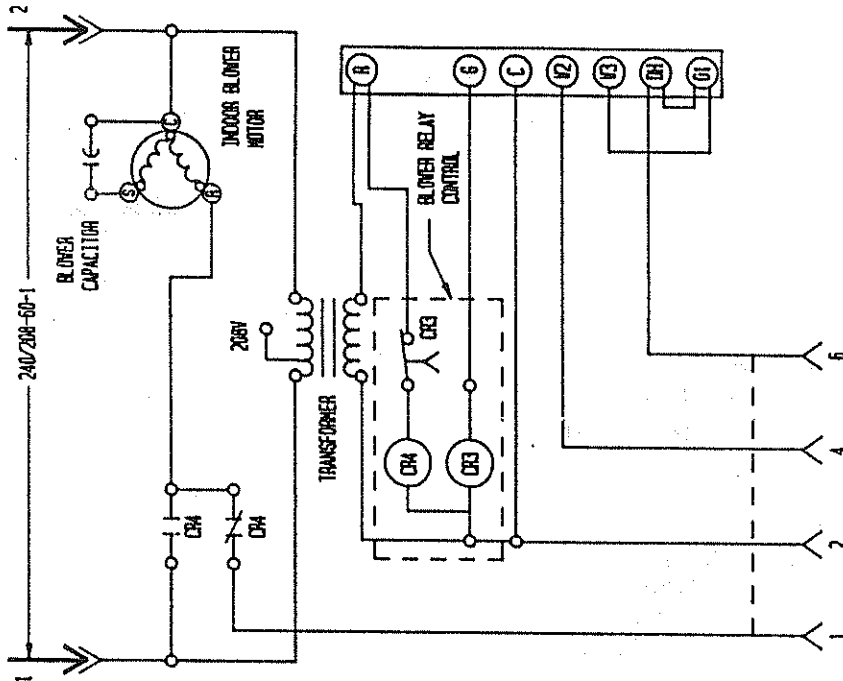 1
240/208-60-1
2
BLOWER
CAPACITOR
S
C
R
INDOOR BLOWER
MOTOR
CR4
CR4
208V
TRANSFORMER
BLOWER RELAY
CONTROL
CR3
CR4
CR3
R
G
C
W2
W3
DH
O1
1
2
4
6